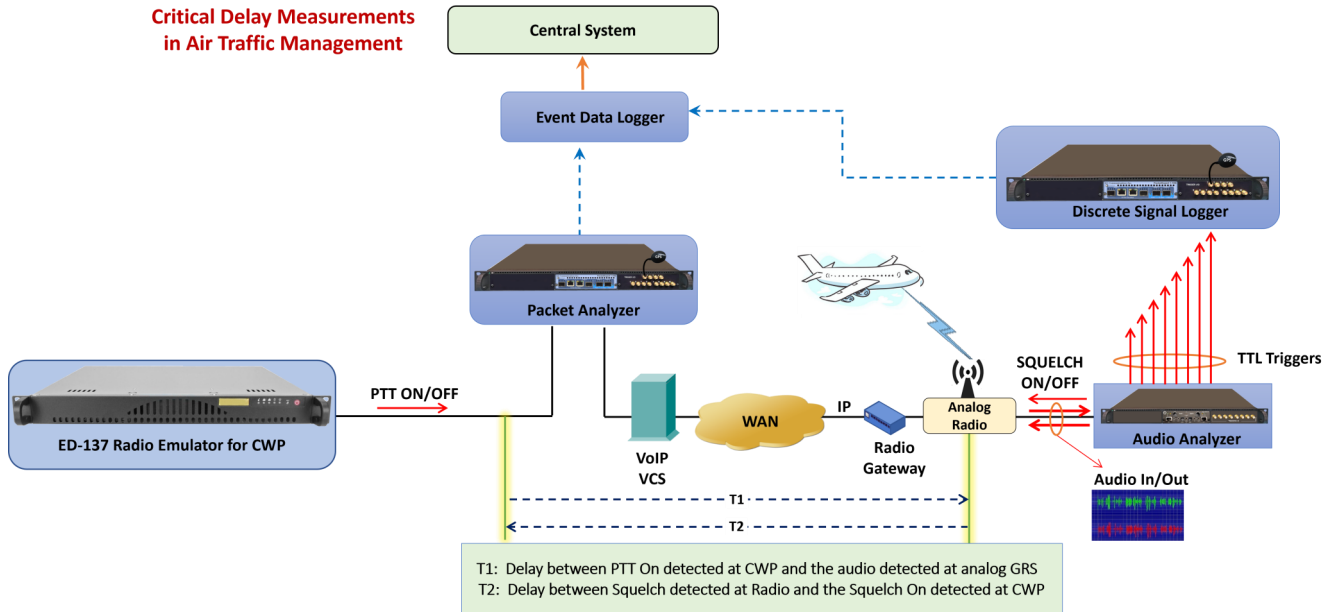 Critical Delay Measurements
in Air Traffic Management
Central System
Event Data Logger
Discrete Signal Logger
Packet Analyzer
TTL Triggers
SQUELCH
ON/OFF
PTT ON/OFF
ED-137 Radio Emulator for CWP
VoIP
VCS
WAN
IP
Radio
Gateway
Analog
Radio
Audio Analyzer
Audio In/Out
T1
T2
T1: Delay between PTT On detected at CWP and the audio detected at analog GRS
T2: Delay between Squelch detected at Radio and the Squelch On detected at CWP